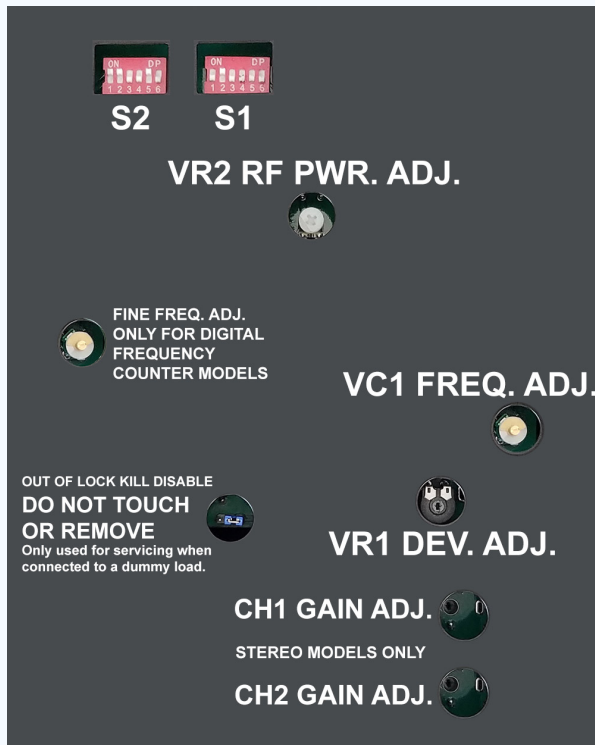 ON DP
1 2 3 4 5 6
ON DP
1 2 3 4 5 6
S2
S1
VR2 RF PWR. ADJ.
FINE FREQ. ADJ.
ONLY FOR DIGITAL
FREQUENCY
COUNTER MODELS
VC1 FREQ. ADJ.
OUT OF LOCK KILL DISABLE
DO NOT TOUCH
OR REMOVE
Only used for servicing when
connected to a dummy load.
VR1 DEV. ADJ.
CH1 GAIN ADJ.
STEREO MODELS ONLY
CH2 GAIN ADJ.